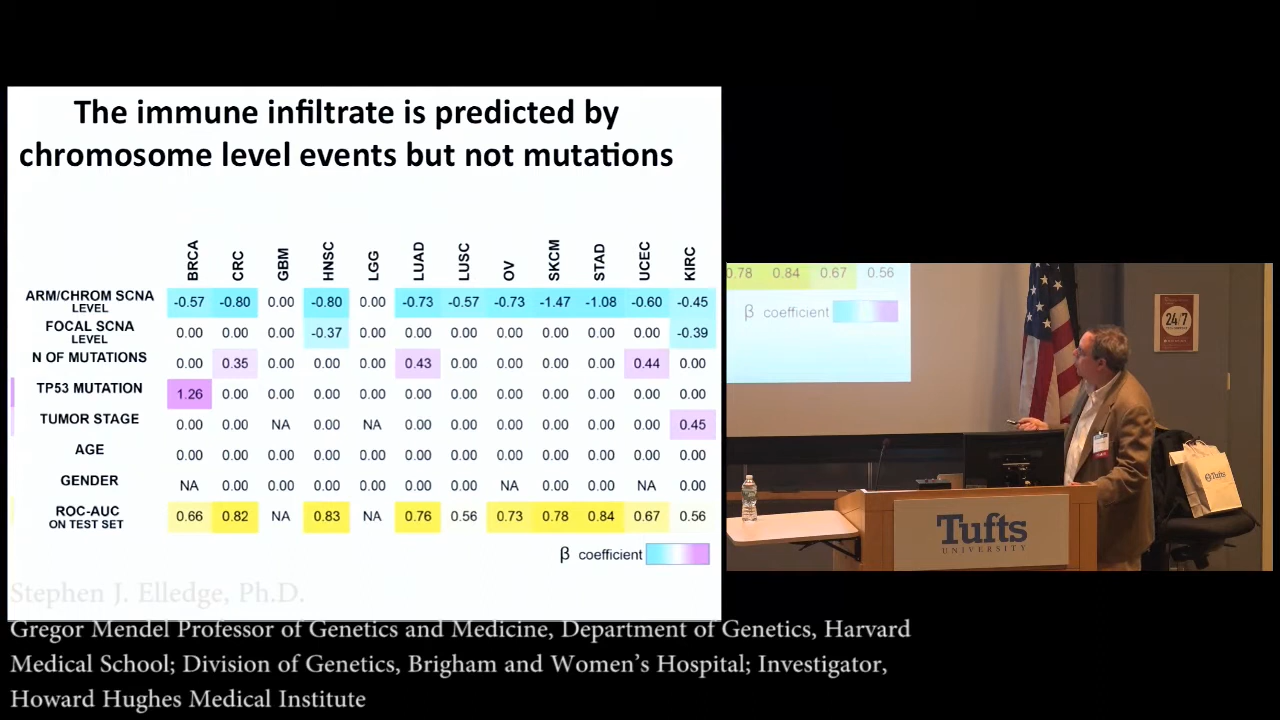 The immune infiltrate is predicted by
chromosome level events but not mutations
BRCA CRC GBM HNSC LGG LUAD LUSC OV SKCM STAD UCEC KIRC
ARM/CHROM SCNA LEVEL -0.57 -0.80 0.00 -0.80 0.00 -0.73 -0.57 -0.73 -1.47 -1.08 -0.60 -0.45
FOCAL SCNA LEVEL 0.00 0.00 0.00 -0.37 0.00 0.00 0.00 0.00 0.00 0.00 0.00 -0.39
N OF MUTATIONS 0.00 0.35 0.00 0.00 0.00 0.43 0.00 0.00 0.00 0.00 0.44 0.00
TP53 MUTATION 1.26 0.00 0.00 0.00 0.00 0.00 0.00 0.00 0.00 0.00 0.00 0.00
TUMOR STAGE 0.00 0.00 NA 0.00 NA 0.00 0.00 0.00 0.00 0.00 0.00 0.45
AGE 0.00 0.00 0.00 0.00 0.00 0.00 0.00 0.00 0.00 0.00 0.00 0.00
GENDER NA 0.00 0.00 0.00 0.00 0.00 0.00 NA 0.00 0.00 NA 0.00
ROC-AUC ON TEST SET 0.66 0.82 NA 0.83 NA 0.76 0.56 0.73 0.78 0.84 0.67 0.56
β coefficient
0.78 0.84 0.67 0.56
β coefficient
24/7
Tufts
Tufts
UNIVERSITY
Stephen J. Elledge, Ph.D.
Gregor Mendel Professor of Genetics and Medicine, Department of Genetics, Harvard
Medical School; Division of Genetics, Brigham and Women's Hospital; Investigator,
Howard Hughes Medical Institute